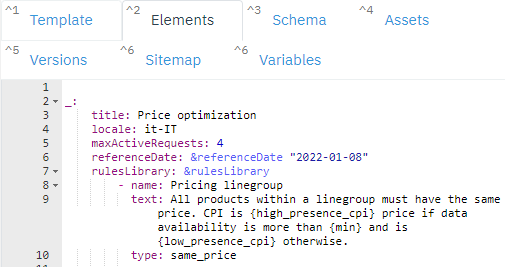 ^1 Template ^2 Elements ^3 Schema ^4 Assets
^5 Versions ^6 Sitemap ^6 Variables
1
2 _:
3 title: Price optimization
4 locale: it-IT
5 maxActiveRequests: 4
6 referenceDate: &referenceDate "2022-01-08"
7 rulesLibrary: &rulesLibrary
8 - name: Pricing linegroup
9 text: All products within a linegroup must have the same
price. CPI is {high_presence_cpi} price if data
availability is more than {min} and is
{low_presence_cpi} otherwise.
10 type: same_price